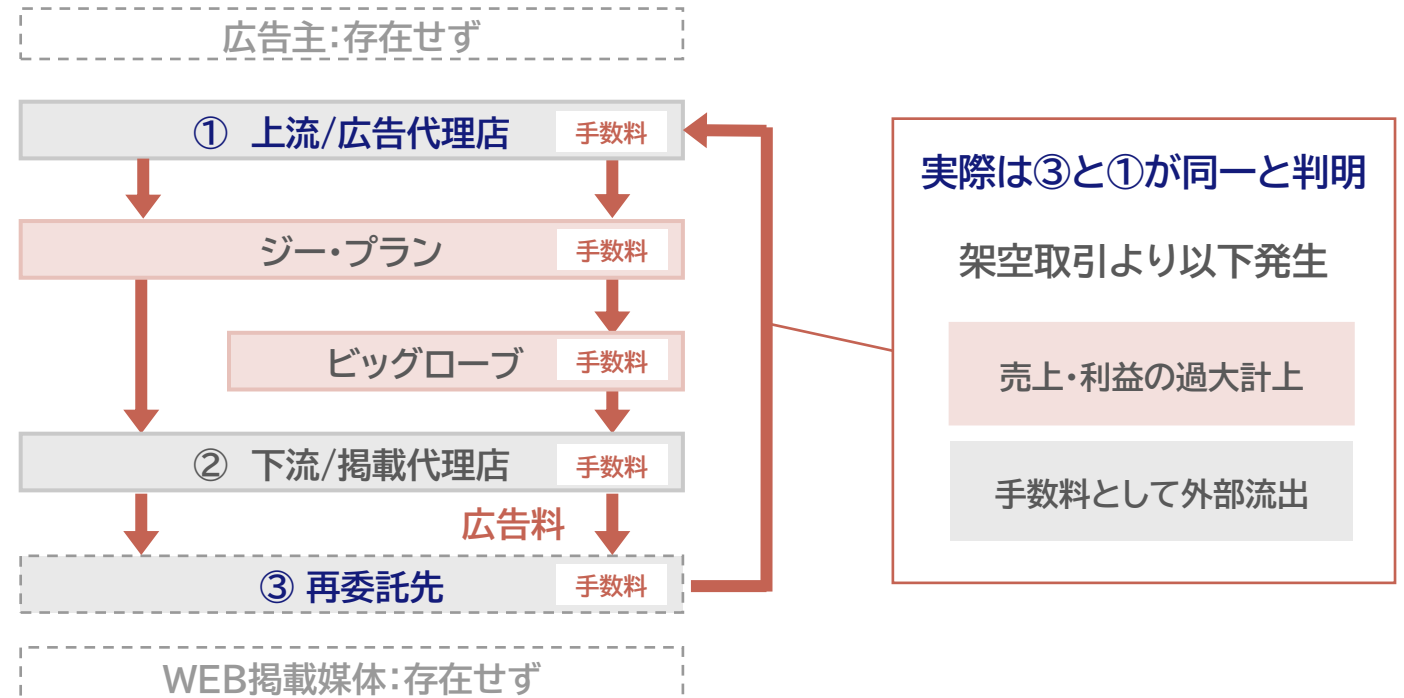 広告主：存在せず
① 上流/広告代理店 手数料
ジー・プラン 手数料
ビッグローブ 手数料
② 下流/掲載代理店 手数料
広告料
③ 再委託先 手数料
WEB掲載媒体：存在せず
実際は③と①が同一と判明
架空取引より以下発生
売上・利益の過大計上
手数料として外部流出